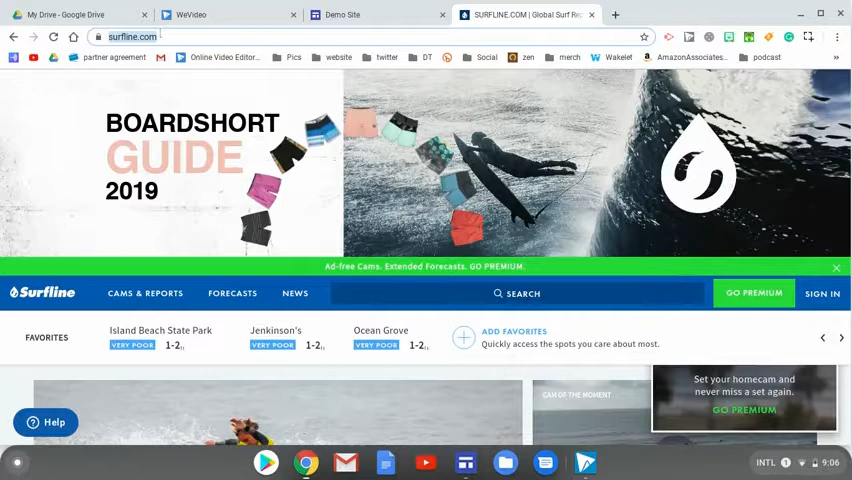 My Drive - Google Drive
WeVideo
Demo Site
SURFLINE.COM | Global Surf Rep
surfline.com
partner agreement
Online Video Editor...
Pics
website
twitter
DT
Social
zen
merch
Wakelet
AmazonAssociates...
podcast
BOARDSHORT
GUIDE
2019
Ad-free Cams. Extended Forecasts. GO PREMIUM.
Surfline
CAMS & REPORTS
FORECASTS
NEWS
SEARCH
GO PREMIUM
SIGN IN
FAVORITES
Island Beach State Park
VERY POOR 1-2
Jenkinson's
VERY POOR 1-2
Ocean Grove
VERY POOR 1-2
ADD FAVORITES
Quickly access the spots you care about most.
CAM OF THE MOMENT
Set your homecam and
never miss a set again.
GO PREMIUM
Help
INTL 1 9:06